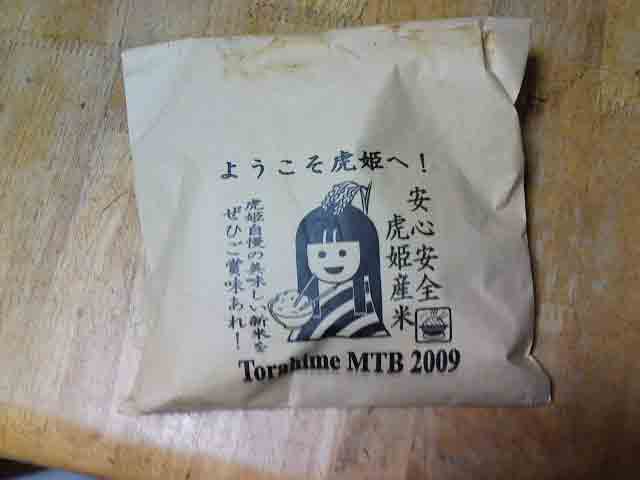 ようこそ虎姫へ！
安心安全
虎姫産米
虎姫自慢の美味しい新米を
ぜひご賞味あれ！
Torahime MTB 2009